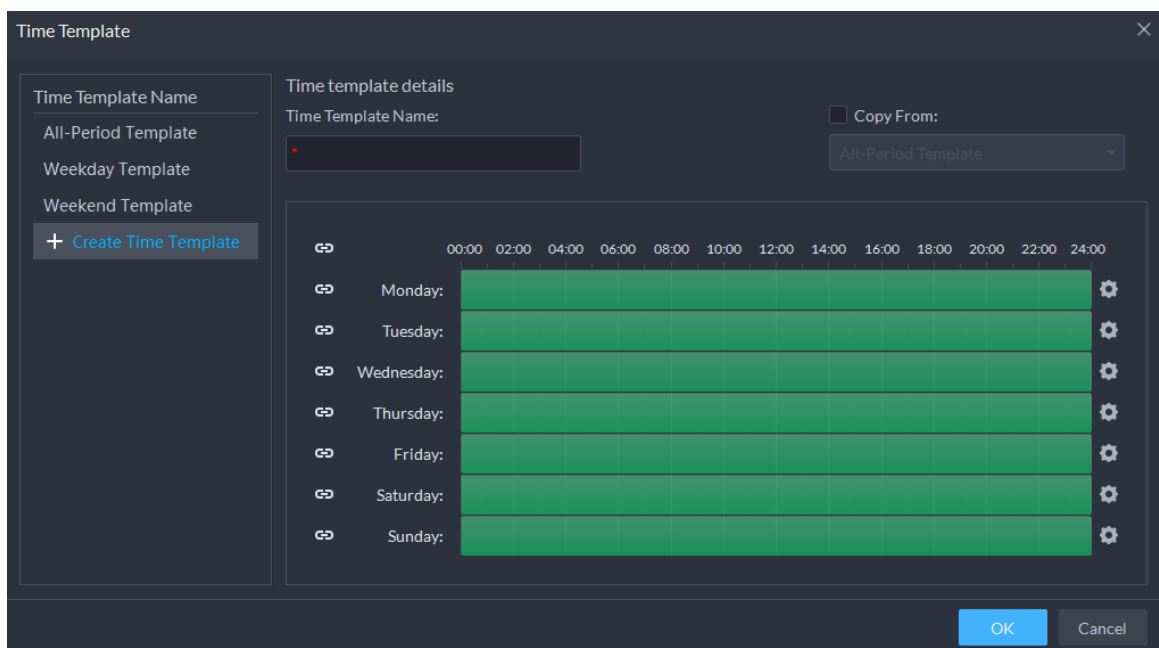 Time Template
Time Template Name
All-Period Template
Weekday Template
Weekend Template
+ Create Time Template
Time template details
Time Template Name:
Copy From:
*
All-Period Template
00:00 02:00 04:00 06:00 08:00 10:00 12:00 14:00 16:00 18:00 20:00 22:00 24:00
Monday:
Tuesday:
Wednesday:
Thursday:
Friday:
Saturday:
Sunday:
OK
Cancel